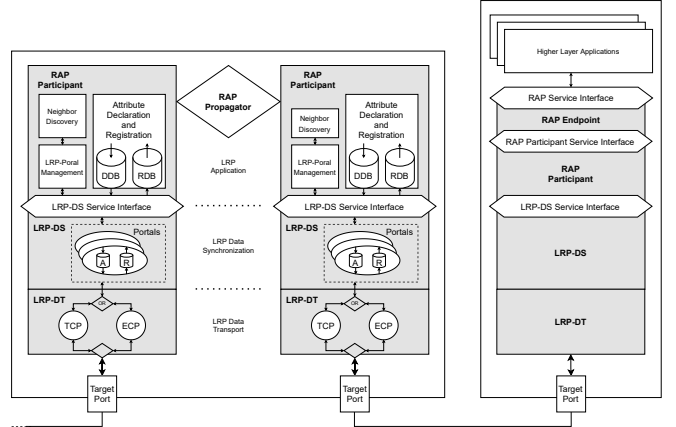 RAP
Participant
Neighbor
Discovery
LRP-Poral
Management
Attribute
Declaration
and
Registration
DDB
RDB
LRP-DS Service Interface
LRP-DS
Portals
A
R
LRP-DT
OR
TCP
ECP
Target
Port
RAP
Propagator
LRP
Application
LRP Data
Synchronization
LRP Data
Transport
RAP
Participant
Neighbor
Discovery
LRP-Poral
Management
Attribute
Declaration
and
Registration
DDB
RDB
LRP-DS Service Interface
LRP-DS
Portals
A
R
LRP-DT
OR
TCP
ECP
Target
Port
Higher Layer Applications
RAP Service Interface
RAP Endpoint
RAP Participant Service Interface
RAP
Participant
LRP-DS Service Interface
LRP-DS
LRP-DT
Target
Port